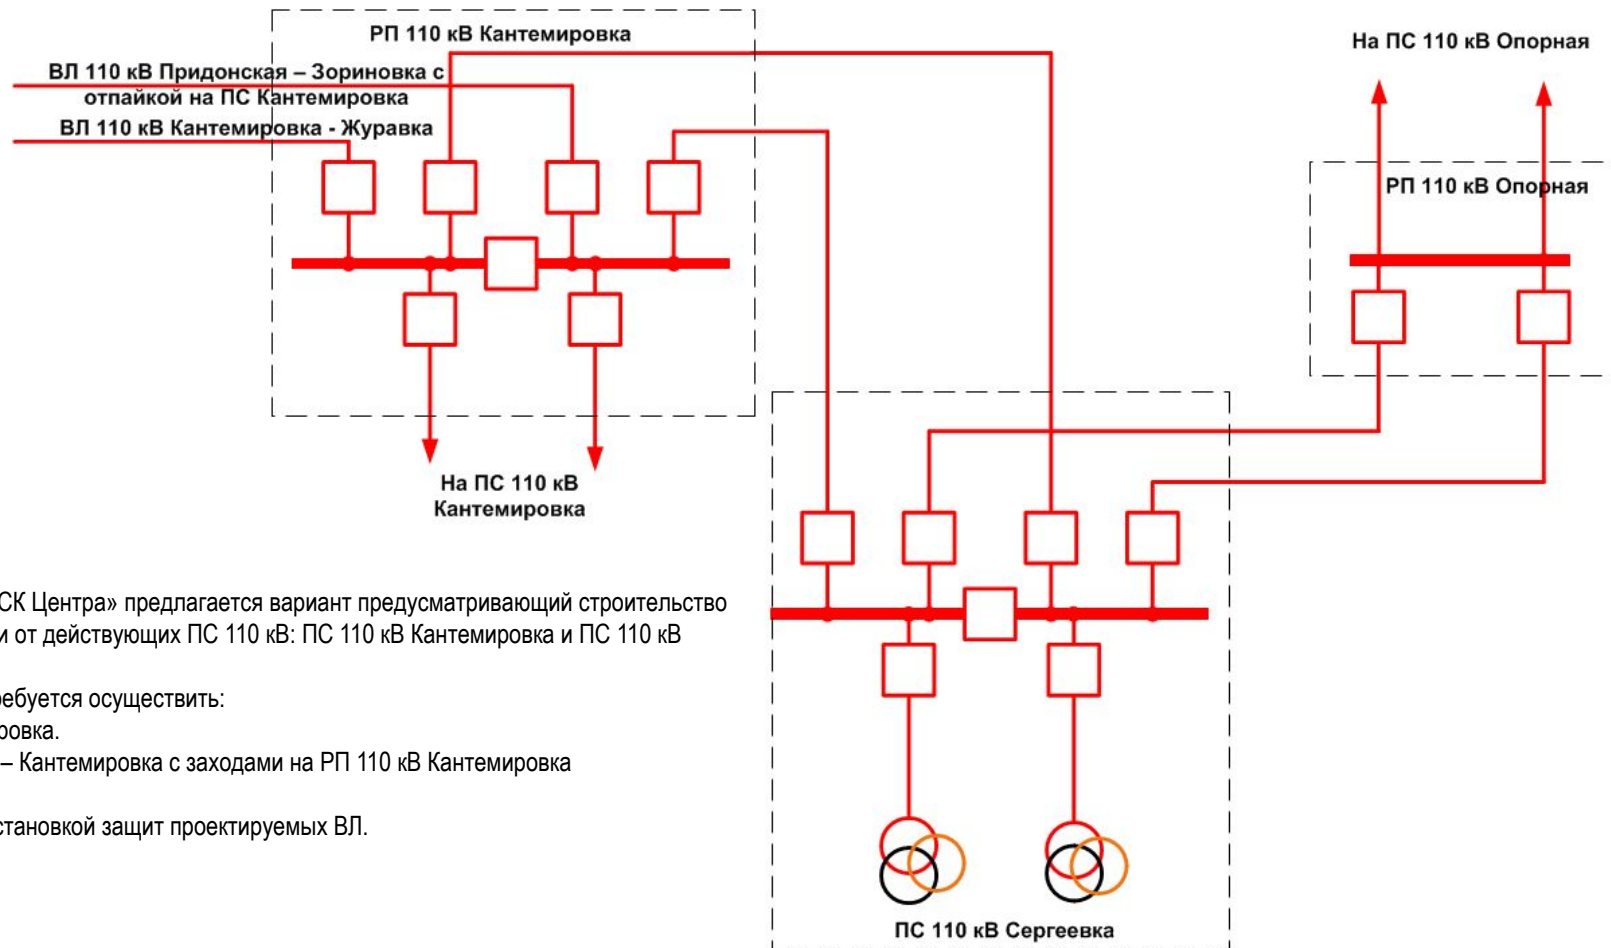 РП 110 кВ Кантемировка
На ПС 110 кВ Опорная
ВЛ 110 кВ Придонская – Зориновка с
отпайкой на ПС Кантемировка
ВЛ 110 кВ Кантемировка - Журавка
РП 110 кВ Опорная
На ПС 110 кВ
Кантемировка
СК Центра» предлагается вариант предусматривающий строительство
и от действующих ПС 110 кВ: ПС 110 кВ Кантемировка и ПС 110 кВ
ребуется осуществить:
ровка.
– Кантемировка с заходами на РП 110 кВ Кантемировка
становкой защит проектируемых ВЛ.
ПС 110 кВ Сергеевка